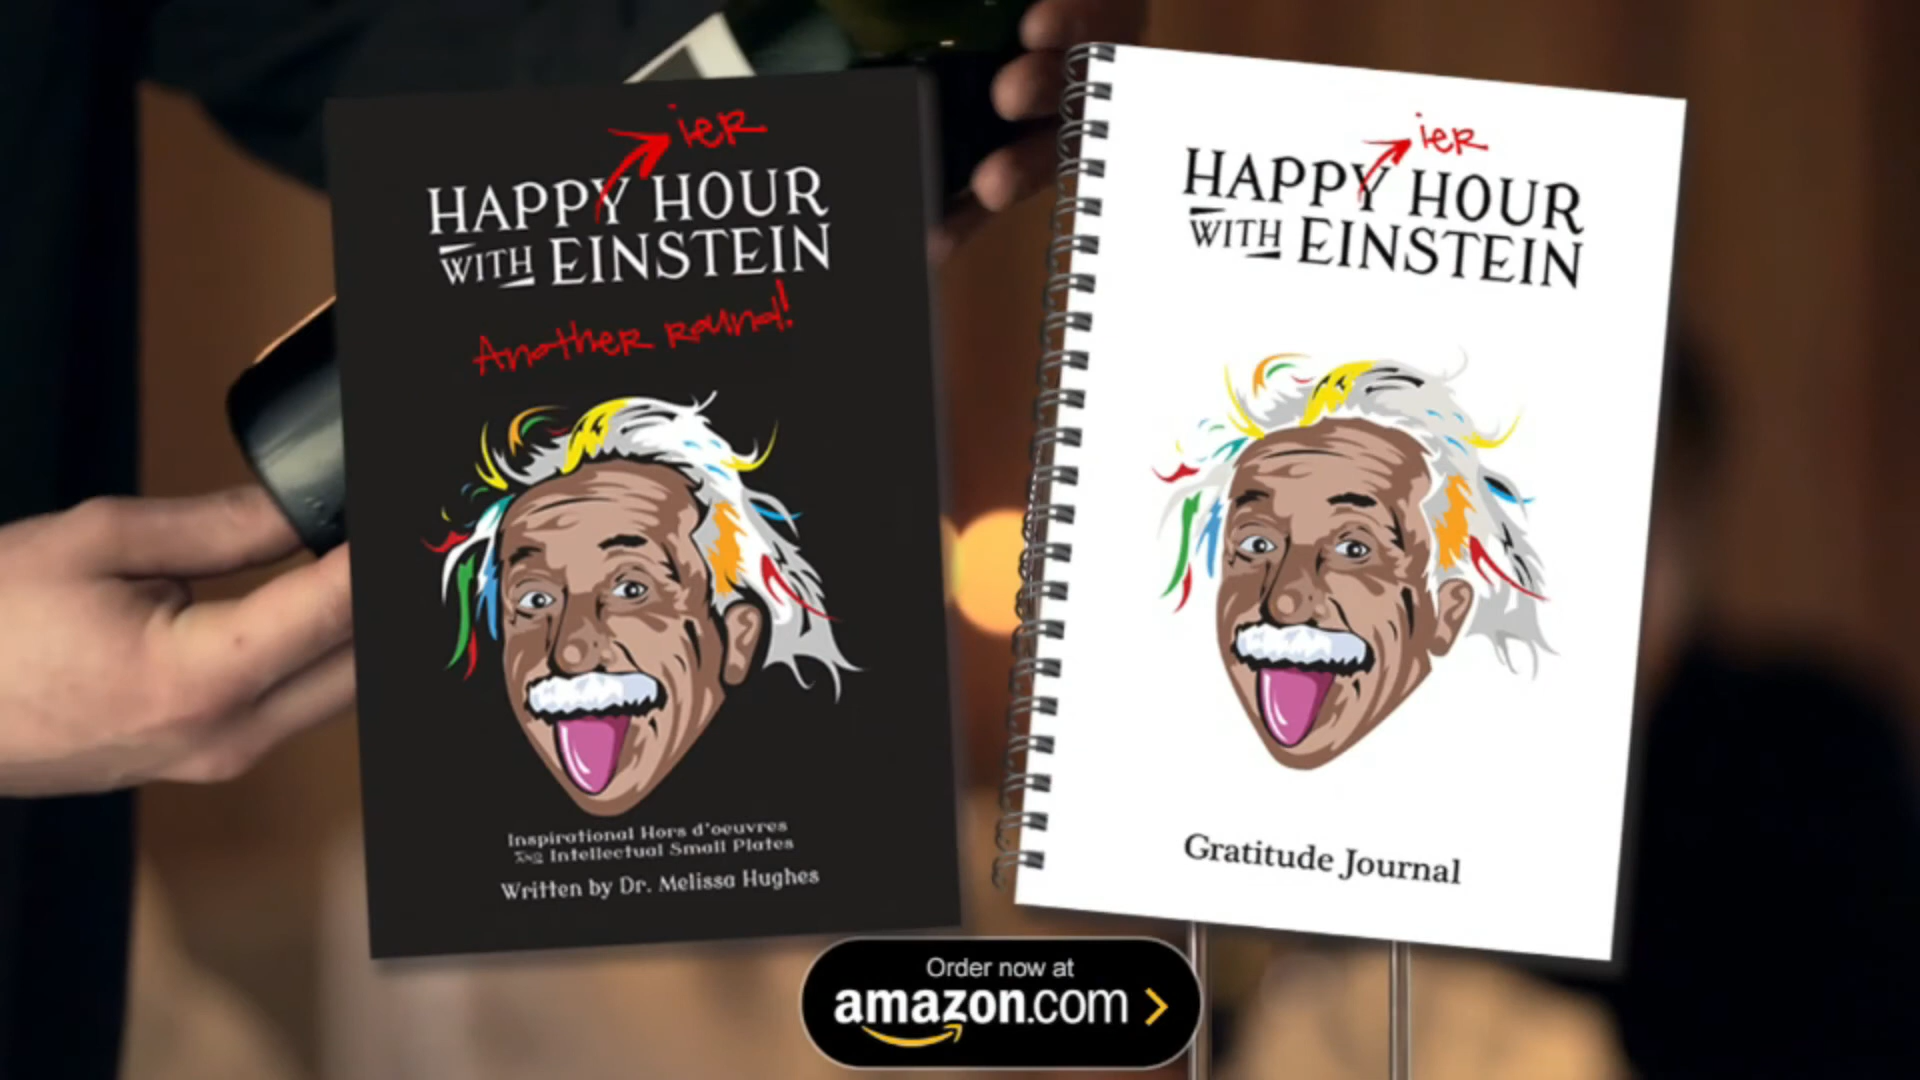 ier
HAPPY HOUR
WITH EINSTEIN
Another round!
Inspirational Hors d'oeuvres
And Intellectual Small Plates
Written by Dr. Melissa Hughes
ier
HAPPY HOUR
WITH EINSTEIN
Gratitude Journal
Order now at
amazon.com